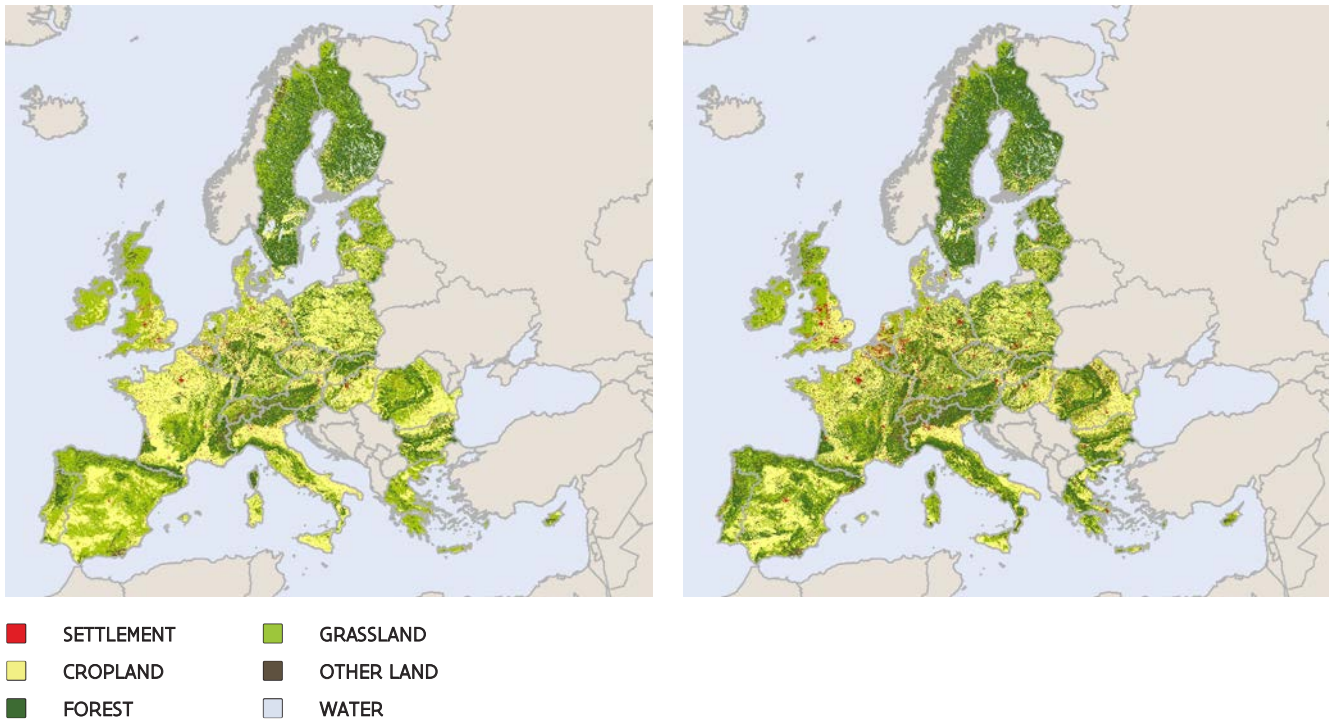 SETTLEMENT
CROPLAND
FOREST
GRASSLAND
OTHER LAND
WATER